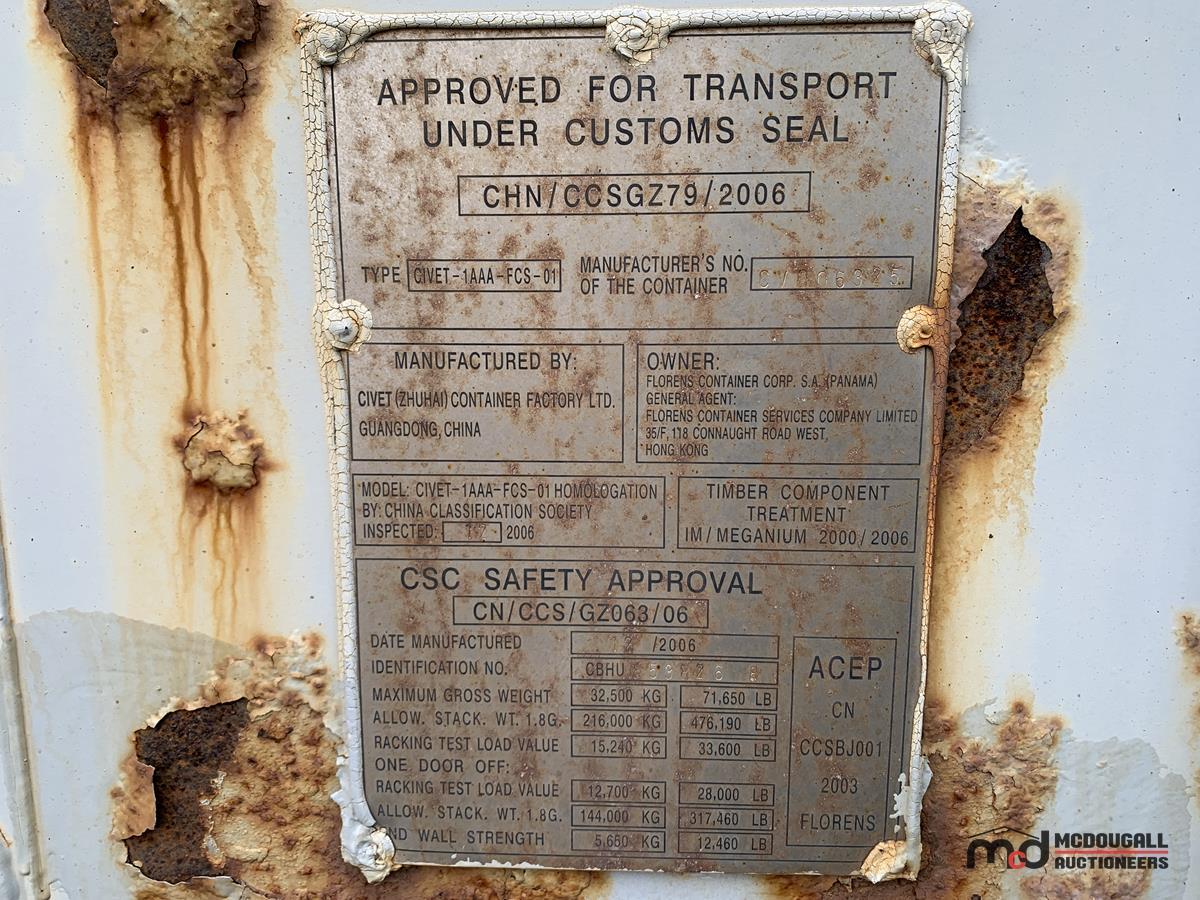 APPROVED FOR TRANSPORT
UNDER CUSTOMS SEAL
CHN/CCSGZ79/2006
TYPE CIVET-1AAA-FCS-01
MANUFACTURER'S NO.
OF THE CONTAINER
MANUFACTURED BY:
CIVET (ZHUHAI) CONTAINER FACTORY LTD.
GUANGDONG, CHINA
OWNER:
FLORENS CONTAINER CORP. S.A. (PANAMA)
GENERAL AGENT:
FLORENS CONTAINER SERVICES COMPANY LIMITED
35/F, 118 CONNAUGHT ROAD WEST,
HONG KONG
MODEL: CIVET-1AAA-FCS-01 HOMOLOGATION
BY: CHINA CLASSIFICATION SOCIETY
INSPECTED: 12 2006
TIMBER COMPONENT
TREATMENT
IM/MEGANIUM 2000/2006
CSC SAFETY APPROVAL
CN/CCS/GZ063/06
DATE MANUFACTURED /2006
IDENTIFICATION NO. CBHU
MAXIMUM GROSS WEIGHT 32,500 KG 71,650 LB
ALLOW. STACK. WT. 1.8G. 216,000 KG 476,190 LB
RACKING TEST LOAD VALUE 15,240 KG 33,600 LB
ONE DOOR OFF:
RACKING TEST LOAD VALUE 12,700 KG 28,000 LB
ALLOW. STACK. WT. 1.8G. 144,000 KG 317,460 LB
END WALL STRENGTH 5,650 KG 12,460 LB
ACEP
CN
CCSBJ001
2003
FLORENS
mcd MCDOUGALL
AUCTIONEERS